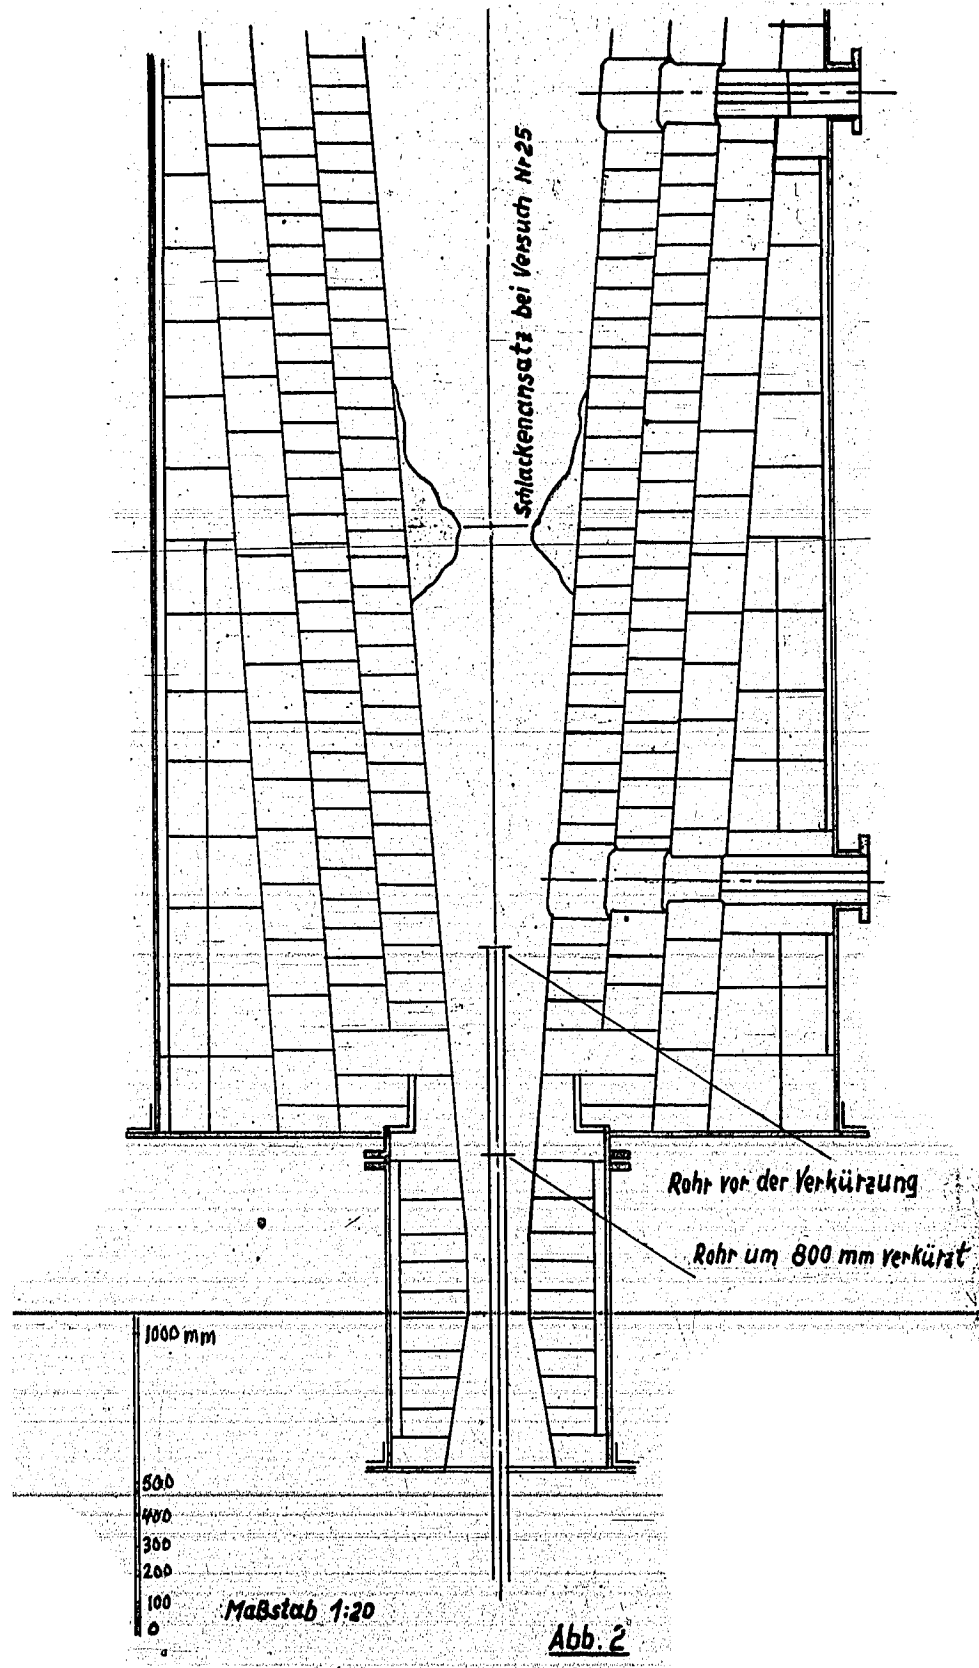 Schlackenansatz bei Versuch Nr 25
Rohr vor der Verkürzung
Rohr um 800 mm verkürzt
1000 mm
500
400
300
200
100
0
Maßstab 1:20
Abb. 2